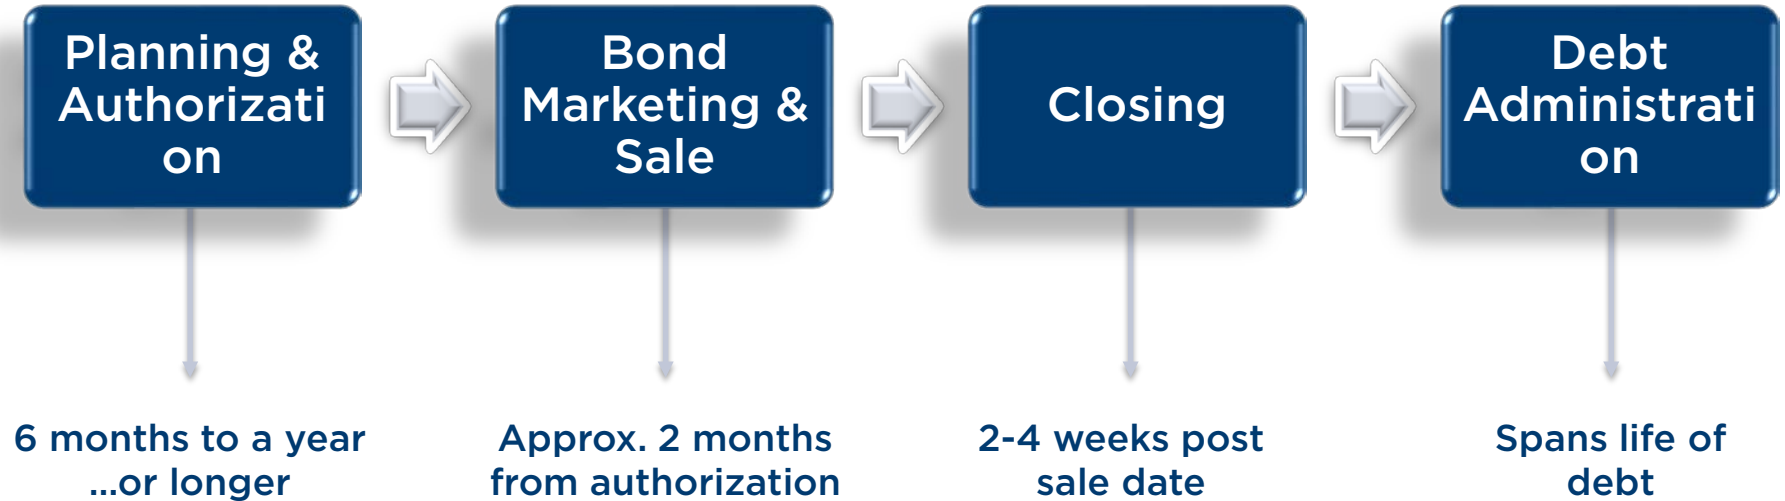 Planning &
Authorizati
on
Bond
Marketing &
Sale
Closing
Debt
Administrati
on
6 months to a year
...or longer
Approx. 2 months
from authorization
2-4 weeks post
sale date
Spans life of
debt